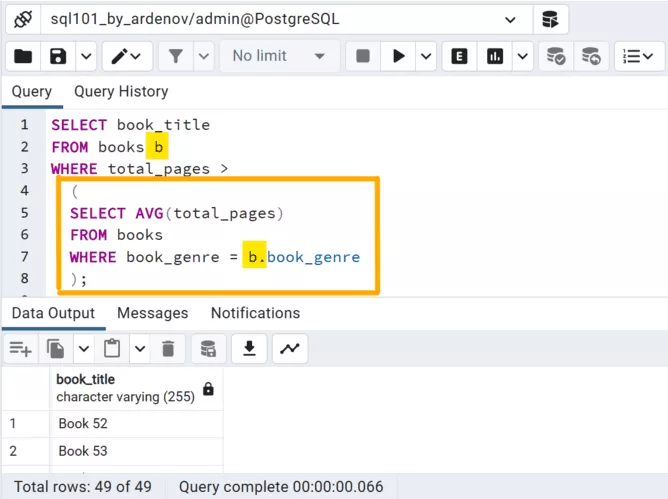 sql101_by_ardenov/admin@PostgreSQL
No limit
E
Query Query History
1 SELECT book_title
2 FROM books b
3 WHERE total_pages >
4 (
5 SELECT AVG(total_pages)
6 FROM books
7 WHERE book_genre = b.book_genre
8 );
Data Output Messages Notifications
book_title
character varying (255)
1 Book 52
2 Book 53
Total rows: 49 of 49 Query complete 00:00:00.066